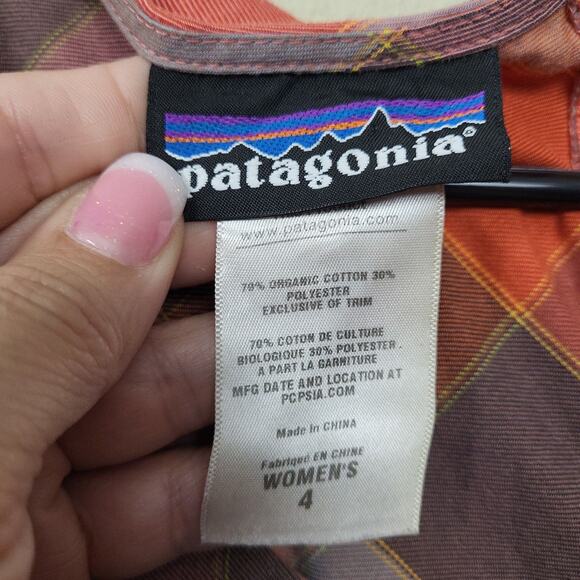 patagonia®
www.patagonia.com
70% ORGANIC COTTON 30%
POLYESTER
EXCLUSIVE OF TRIM
70% COTON DE CULTURE
BIOLOGIQUE 30% POLYESTER .
A PART LA GARNITURE
MFG DATE AND LOCATION AT
PCPSIA.COM
Made in CHINA
Fabriqué EN CHINE
WOMEN'S
4